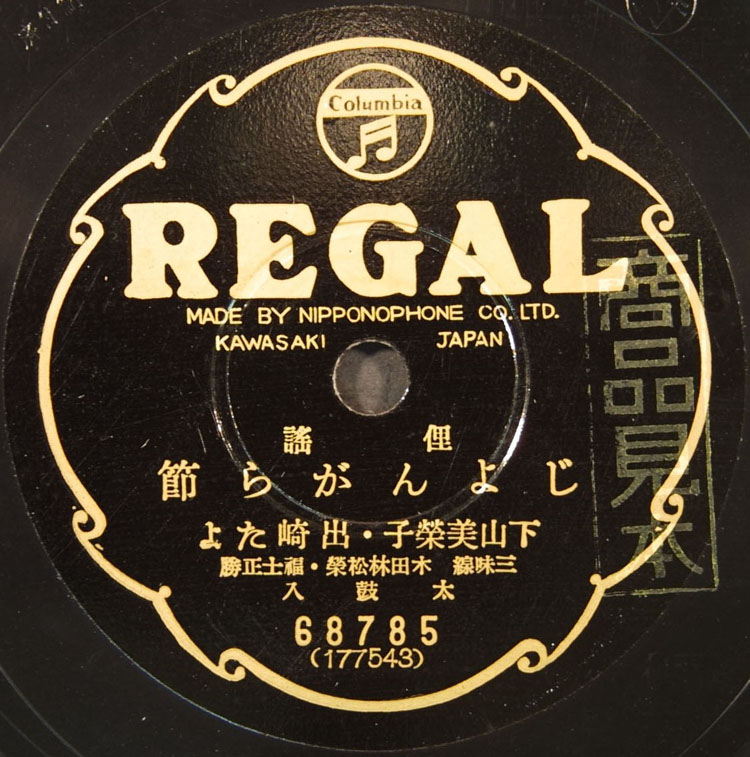 Columbia
REGAL
MADE BY NIPPONOPHONE CO. LTD.
KAWASAKI JAPAN
俚謠
じよんがら節
下山美榮子・出崎たよ
三味線 木田林松榮・福士正勝
太鼓入
68785
(177543)
商品見本